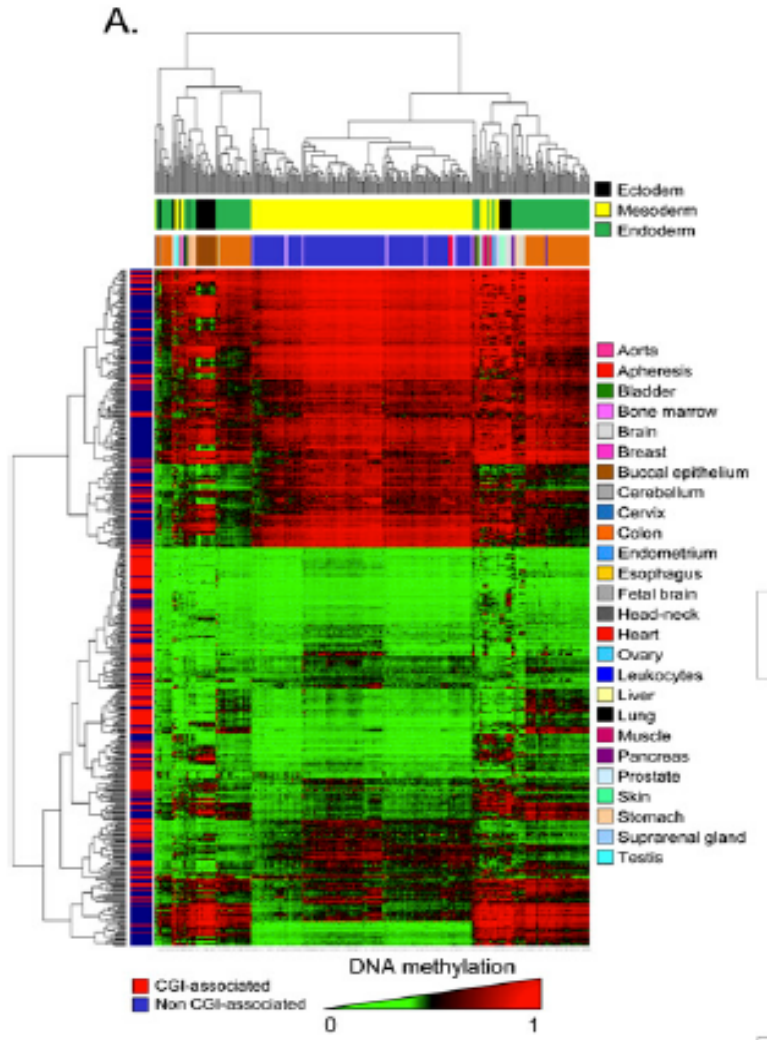 A.
Ectodem
Mesoderm
Endoderm
Aorta
Apheresis
Bladder
Bone marrow
Brain
Breast
Buccal epithelium
Cerebellum
Cervix
Colon
Endometrium
Esophagus
Fetal brain
Head-neck
Heart
Ovary
Leukocytes
Liver
Lung
Muscle
Pancreas
Prostate
Skin
Stomach
Suprarenal gland
Testis
DNA methylation
CGI-associated
Non CGI-associated
0 1